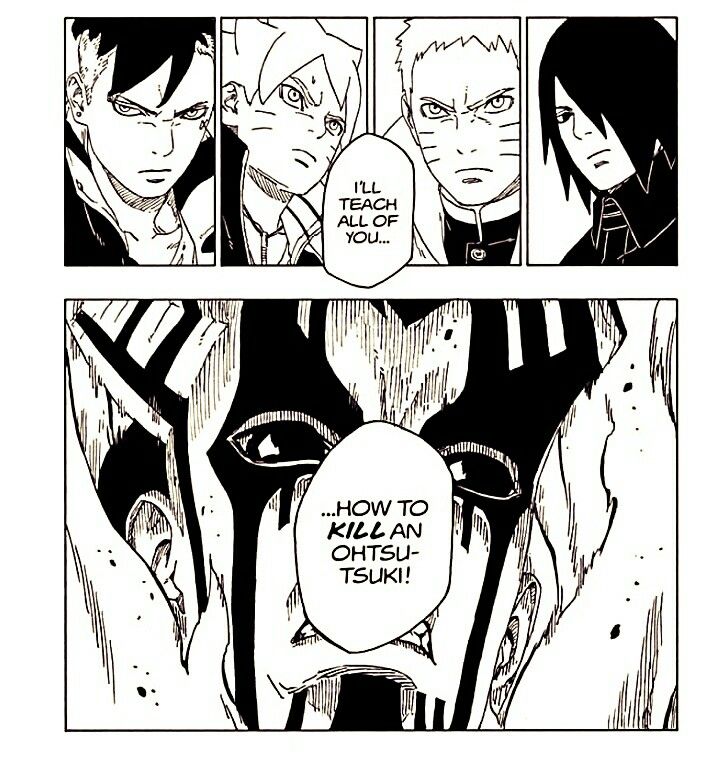 I'LL
TEACH
ALL OF
YOU...
...HOW TO
KILL AN
OHTSU-
TSUKI!